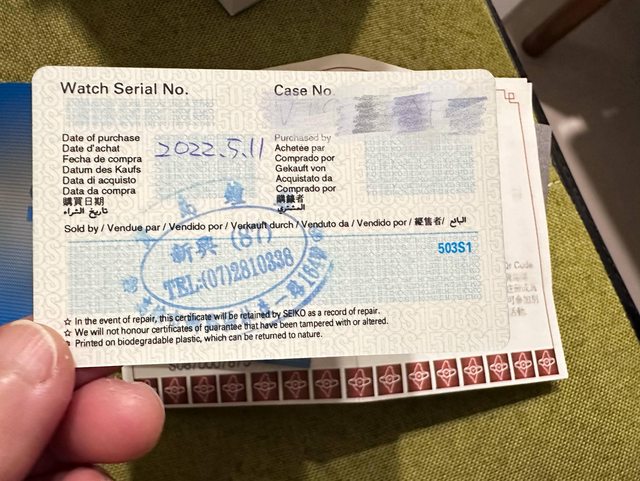 Watch Serial No.
Case No.
Date of purchase
Date d'achat
Fecha de compra
Datum des Kaufs
Data di acquisto
Data da compra
購買日期
تاريخ الشراء
2022.5.11
Purchased by
Achetée par
Comprado por
Gekauft von
Acquistato da
Comprado por
購錶者
المشتري
Sold by / Vendue par / Vendido por / Verkauft durch / Venduto da / Vendido por / 經售者 / البائع
新興 (67)
TEL:(07)2810338
503S1
☆ In the event of repair, this certificate will be retained by SEIKO as a record of repair.
☆ We will not honour certificates of guarantee that have been tampered with or altered.
Printed on biodegradable plastic, which can be returned to nature.
Code